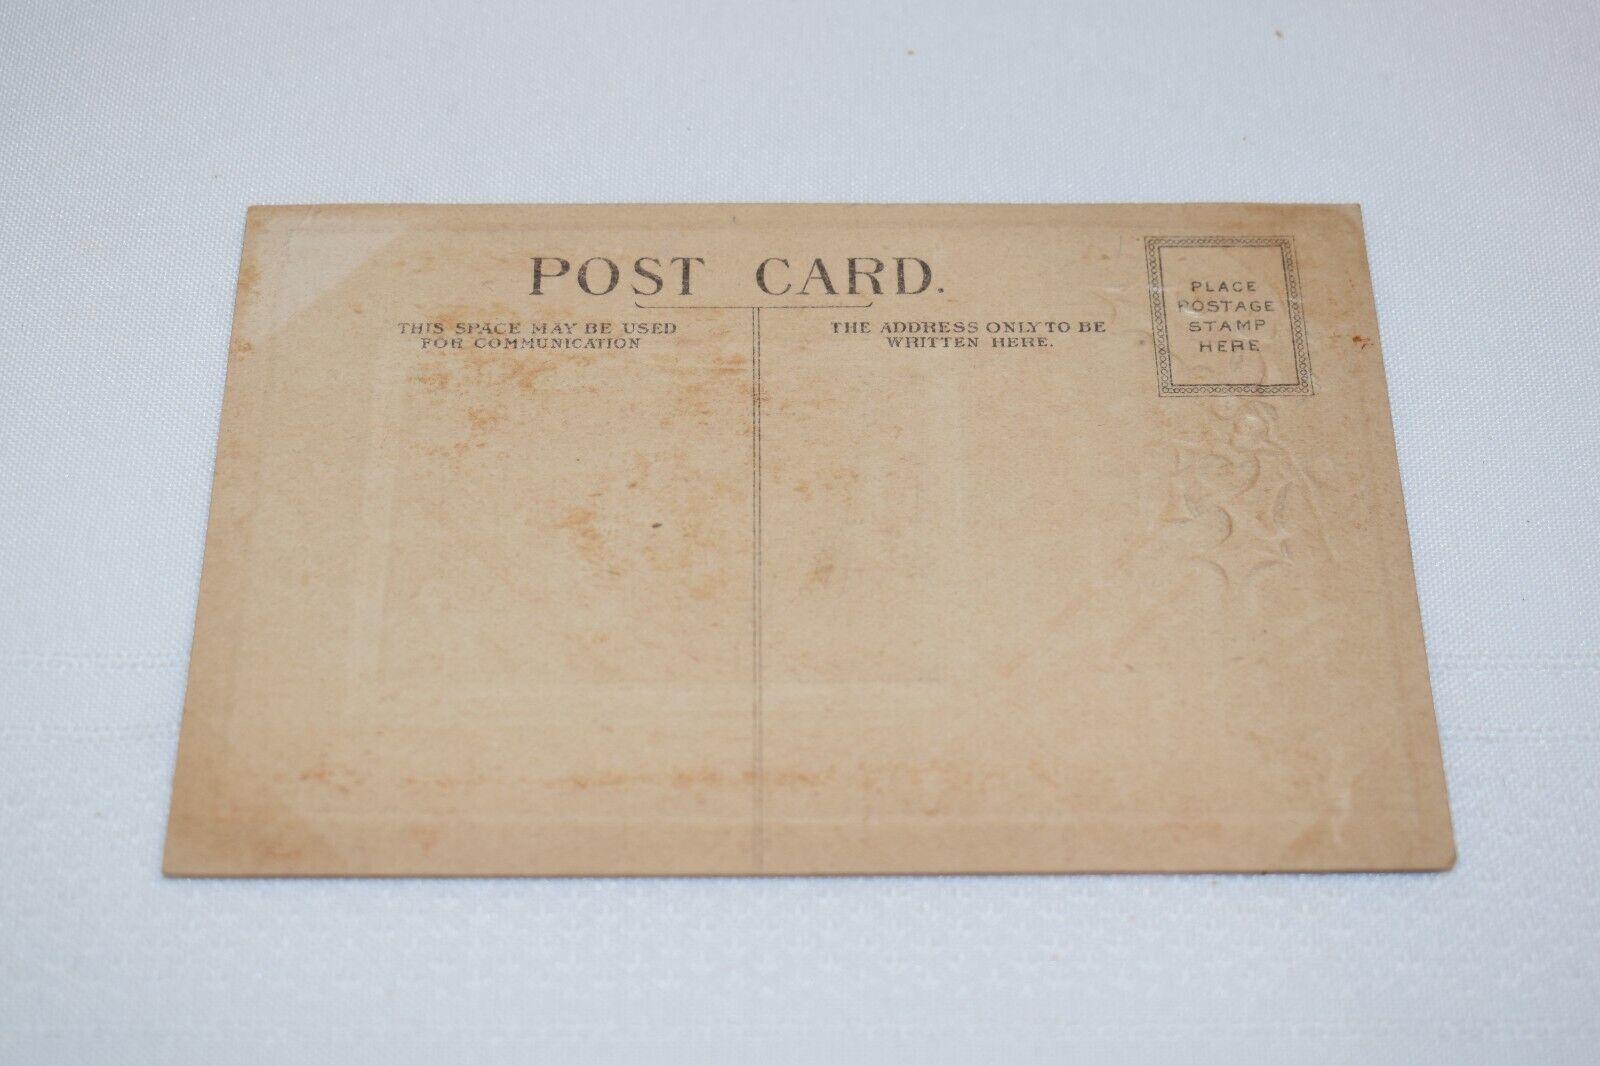 POST CARD.
THIS SPACE MAY BE USED
FOR COMMUNICATION
THE ADDRESS ONLY TO BE
WRITTEN HERE.
PLACE
POSTAGE
STAMP
HERE